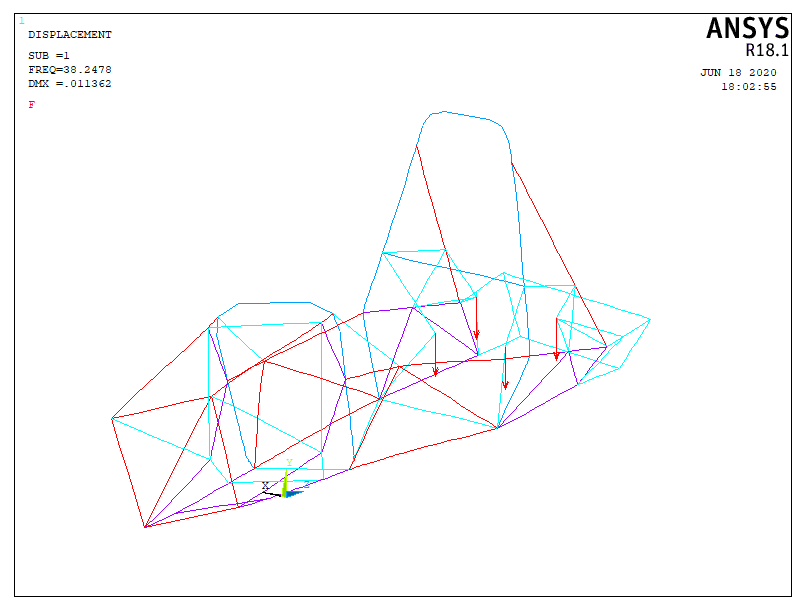 1
DISPLACEMENT
SUB =1
FREQ=38.2478
DMX =.011362
F
ANSYS
R18.1
JUN 18 2020
18:02:55
Y
X